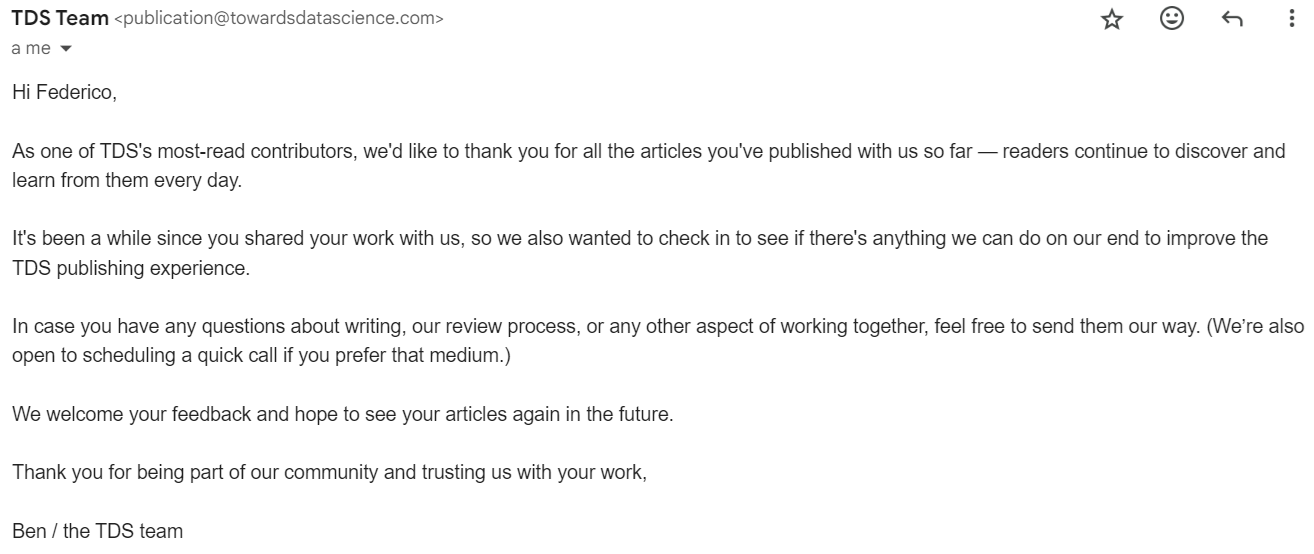 TDS Team <publication@towardsdatascience.com>
a me
Hi Federico,
As one of TDS's most-read contributors, we'd like to thank you for all the articles you've published with us so far — readers continue to discover and
learn from them every day.
It's been a while since you shared your work with us, so we also wanted to check in to see if there's anything we can do on our end to improve the
TDS publishing experience.
In case you have any questions about writing, our review process, or any other aspect of working together, feel free to send them our way. (We’re also
open to scheduling a quick call if you prefer that medium.)
We welcome your feedback and hope to see your articles again in the future.
Thank you for being part of our community and trusting us with your work,
Ben / the TDS team